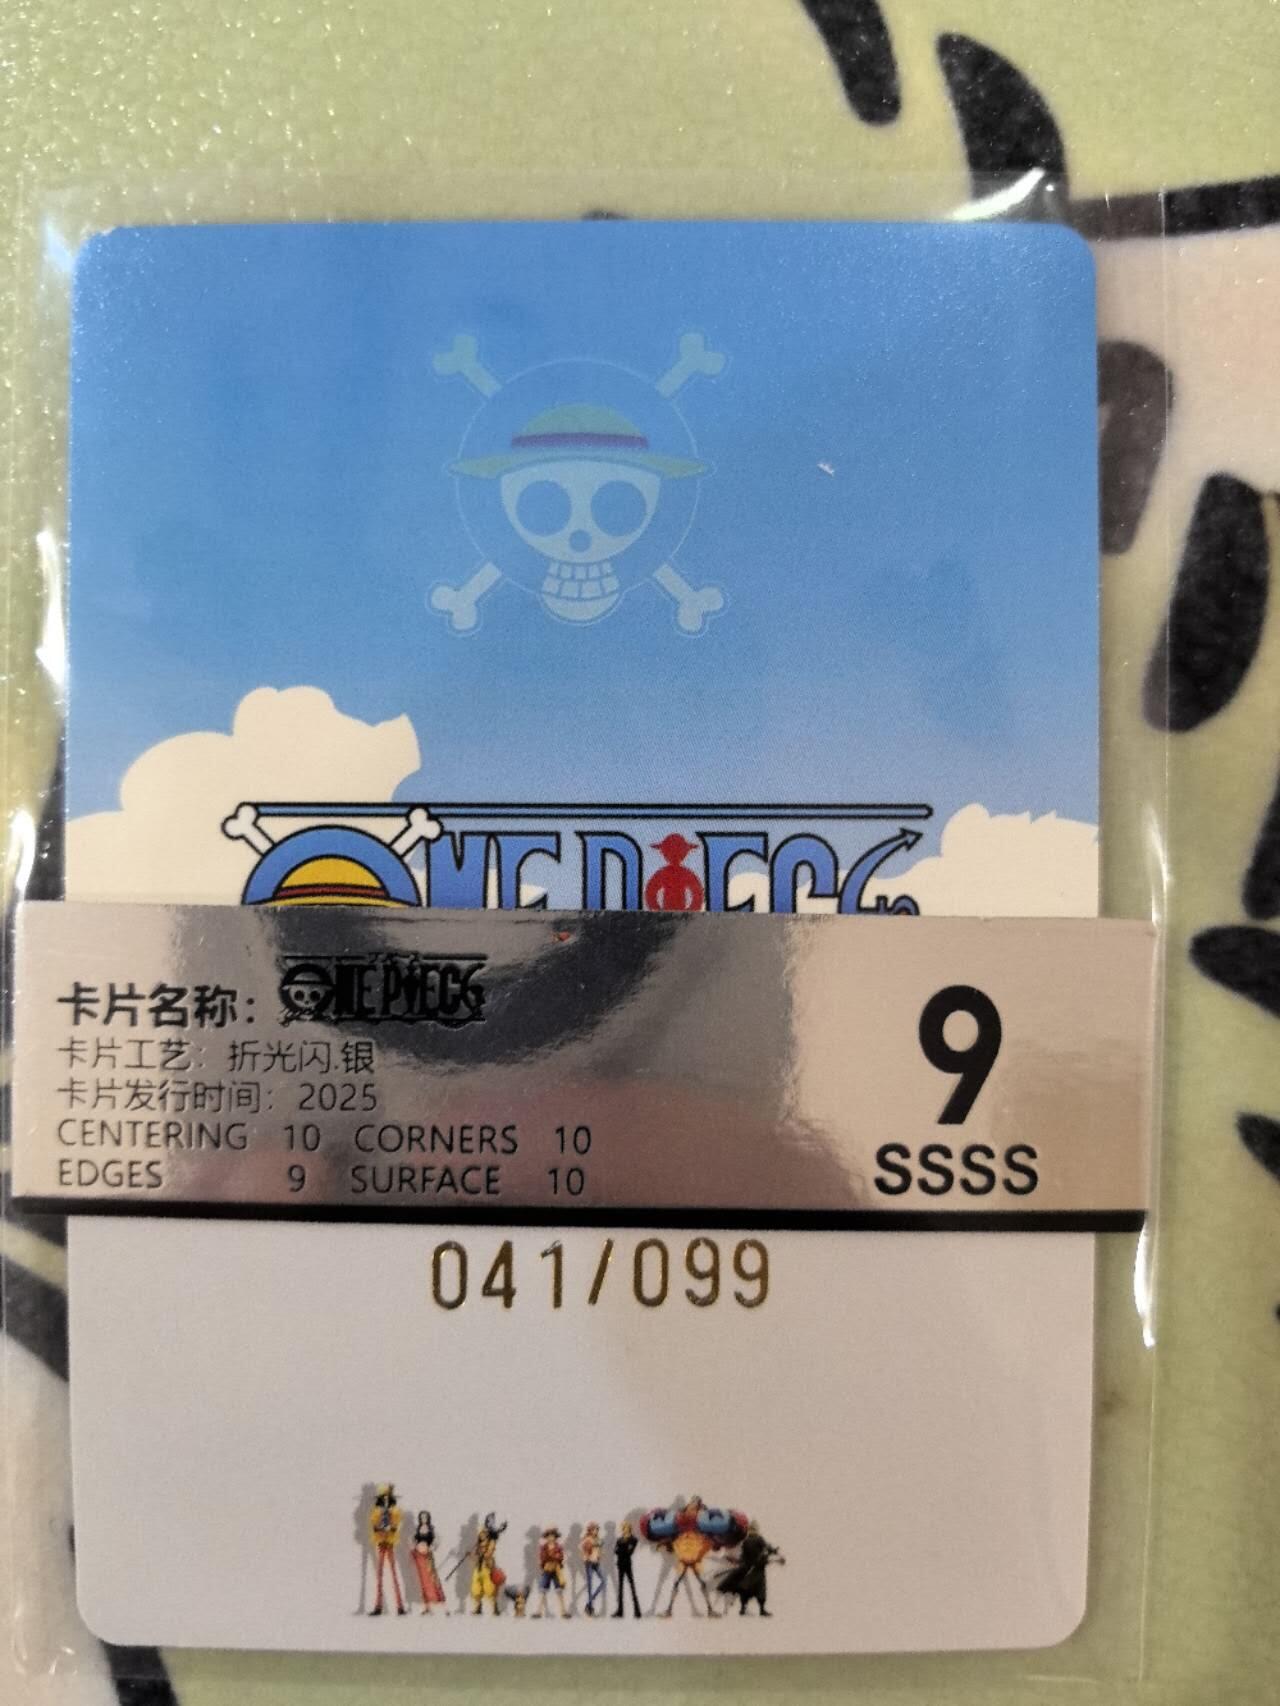 ONE PIECE
卡片名称：ONE PIECE
卡片工艺：折光闪.银
卡片发行时间：2025
CENTERING 10 CORNERS 10
EDGES 9 SURFACE 10
9
SSSS
041/099